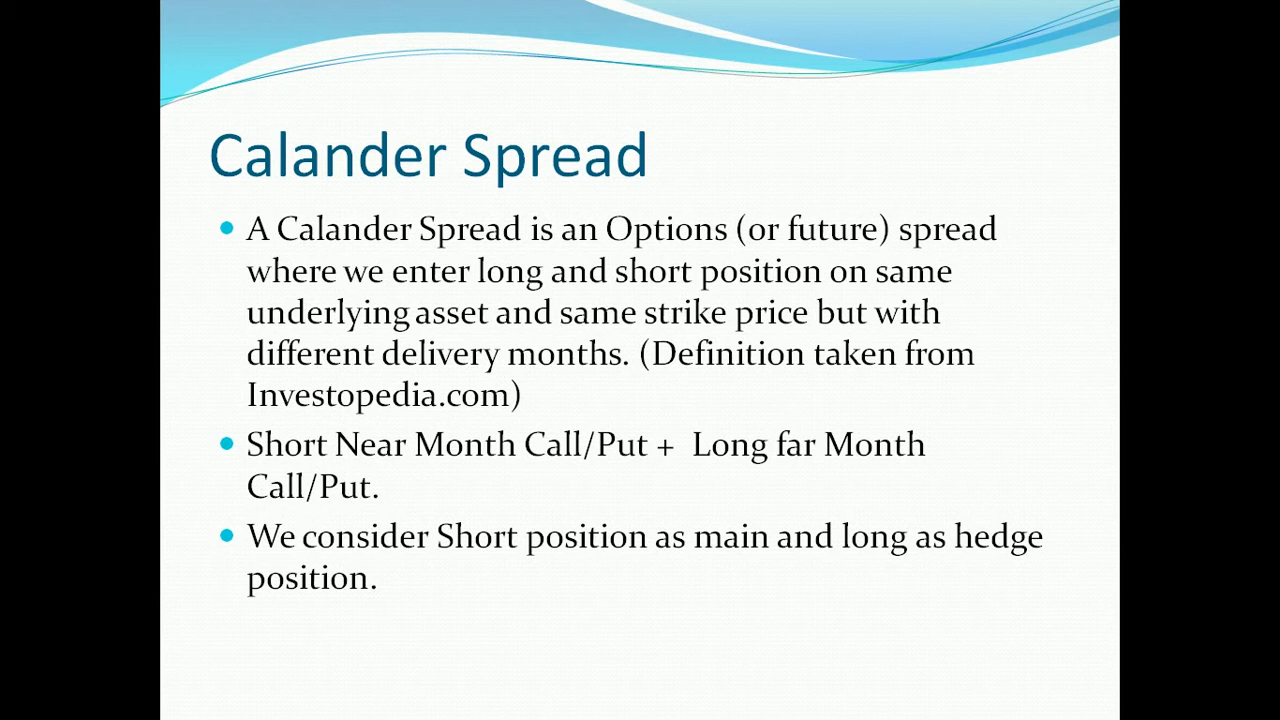 Calander Spread
A Calander Spread is an Options (or future) spread
where we enter long and short position on same
underlying asset and same strike price but with
different delivery months. (Definition taken from
Investopedia.com)
Short Near Month Call/Put + Long far Month
Call/Put.
We consider Short position as main and long as hedge
position.